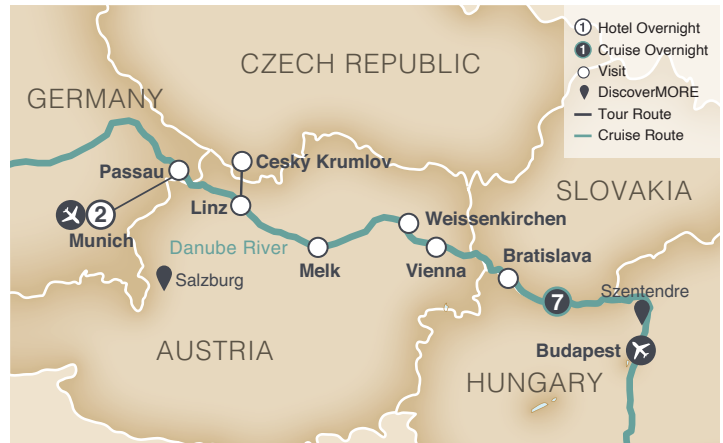 1 Hotel Overnight
1 Cruise Overnight
Visit
DiscoverMORE
Tour Route
Cruise Route
CZECH REPUBLIC
GERMANY
Passau
Ceský Krumlov
SLOVAKIA
2
Munich
Linz
Weissenkirchen
Danube River
Melk
Vienna
Bratislava
Salzburg
7
Szentendre
AUSTRIA
Budapest
HUNGARY